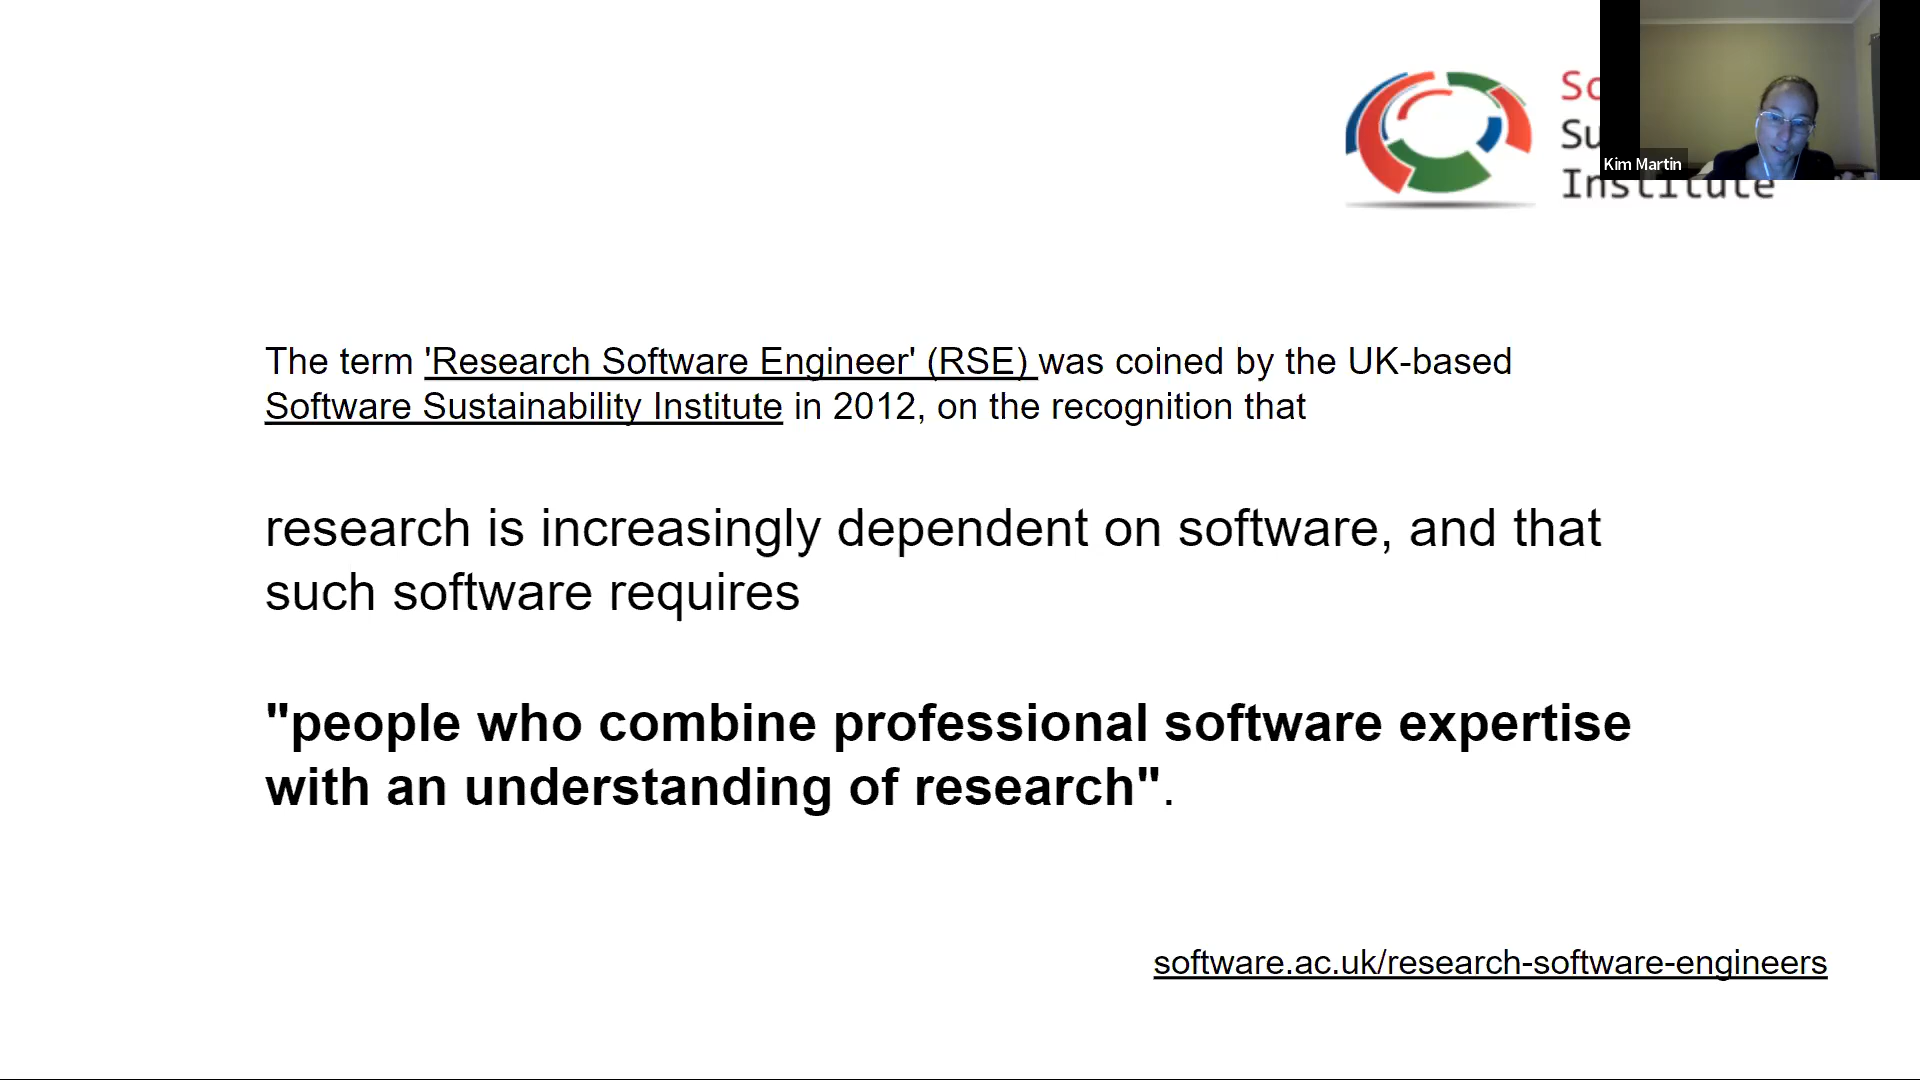 Institute
Kim Martin
The term 'Research Software Engineer' (RSE) was coined by the UK-based
Software Sustainability Institute in 2012, on the recognition that
research is increasingly dependent on software, and that
such software requires
"people who combine professional software expertise
with an understanding of research".
software.ac.uk/research-software-engineers